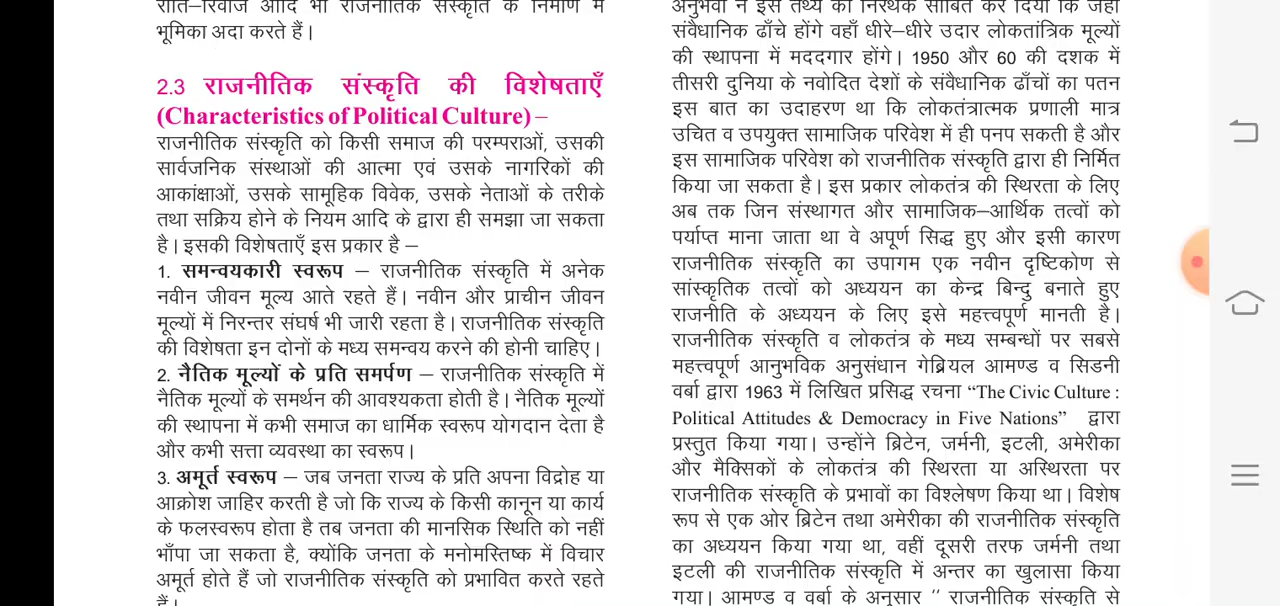 राति–रिवाज आदि भी राजनीतिक संस्कृति के निर्माण में
भूमिका अदा करते हैं।
2.3 राजनीतिक संस्कृति की विशेषताएँ
(Characteristics of Political Culture) –
राजनीतिक संस्कृति को किसी समाज की परम्पराओं, उसकी
सार्वजनिक संस्थाओं की आत्मा एवं उसके नागरिकों की
आकांक्षाओं, उसके सामूहिक विवेक, उसके नेताओं के तरीके
तथा सक्रिय होने के नियम आदि के द्वारा ही समझा जा सकता
है। इसकी विशेषताएँ इस प्रकार है –
1. समन्वयकारी स्वरूप – राजनीतिक संस्कृति में अनेक
नवीन जीवन मूल्य आते रहते हैं। नवीन और प्राचीन जीवन
मूल्यों में निरन्तर संघर्ष भी जारी रहता है। राजनीतिक संस्कृति
की विशेषता इन दोनों के मध्य समन्वय करने की होनी चाहिए।
2. नैतिक मूल्यों के प्रति समर्पण – राजनीतिक संस्कृति में
नैतिक मूल्यों के समर्थन की आवश्यकता होती है। नैतिक मूल्यों
की स्थापना में कभी समाज का धार्मिक स्वरूप योगदान देता है
और कभी सत्ता व्यवस्था का स्वरूप।
3. अमूर्त स्वरूप – जब जनता राज्य के प्रति अपना विद्रोह या
आक्रोश जाहिर करती है जो कि राज्य के किसी कानून या कार्य
के फलस्वरूप होता है तब जनता की मानसिक स्थिति को नहीं
भाँपा जा सकता है, क्योंकि जनता के मनोमस्तिष्क में विचार
अमूर्त होते हैं जो राजनीतिक संस्कृति को प्रभावित करते रहते
हैं।
अनुभवों ने इस तथ्य को निरर्थक साबित कर दिया कि जहाँ
संवैधानिक ढाँचे होंगे वहाँ धीरे–धीरे उदार लोकतांत्रिक मूल्यों
की स्थापना में मददगार होंगे। 1950 और 60 की दशक में
तीसरी दुनिया के नवोदित देशों के संवैधानिक ढाँचों का पतन
इस बात का उदाहरण था कि लोकतंत्रात्मक प्रणाली मात्र
उचित व उपयुक्त सामाजिक परिवेश में ही पनप सकती है और
इस सामाजिक परिवेश को राजनीतिक संस्कृति द्वारा ही निर्मित
किया जा सकता है। इस प्रकार लोकतंत्र की स्थिरता के लिए
अब तक जिन संस्थागत और सामाजिक–आर्थिक तत्वों को
पर्याप्त माना जाता था वे अपूर्ण सिद्ध हुए और इसी कारण
राजनीतिक संस्कृति का उपागम एक नवीन दृष्टिकोण से
सांस्कृतिक तत्वों को अध्ययन का केन्द्र बिन्दु बनाते हुए
राजनीति के अध्ययन के लिए इसे महत्त्वपूर्ण मानती है।
राजनीतिक संस्कृति व लोकतंत्र के मध्य सम्बन्धों पर सबसे
महत्त्वपूर्ण आनुभविक अनुसंधान गेब्रियल आमण्ड व सिडनी
वर्बा द्वारा 1963 में लिखित प्रसिद्ध रचना “The Civic Culture :
Political Attitudes & Democracy in Five Nations” द्वारा
प्रस्तुत किया गया। उन्होंने ब्रिटेन, जर्मनी, इटली, अमेरीका
और मैक्सिकों के लोकतंत्र की स्थिरता या अस्थिरता पर
राजनीतिक संस्कृति के प्रभावों का विश्लेषण किया था। विशेष
रूप से एक ओर ब्रिटेन तथा अमेरीका की राजनीतिक संस्कृति
का अध्ययन किया गया था, वहीं दूसरी तरफ जर्मनी तथा
इटली की राजनीतिक संस्कृति में अन्तर का खुलासा किया
गया। आमण्ड व वर्बा के अनुसार ’’ राजनीतिक संस्कृति से